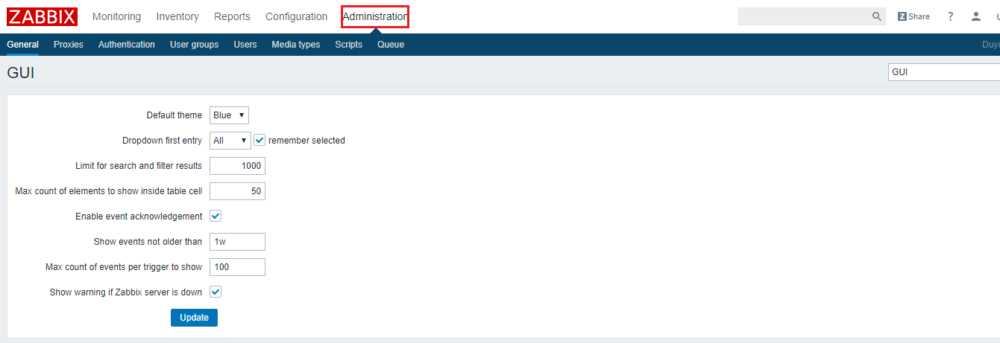 ZABBIX Monitoring Inventory Reports Configuration Administration Z Share ?
General Proxies Authentication User groups Users Media types Scripts Queue
GUI GUI
Default theme Blue
Dropdown first entry All remember selected
Limit for search and filter results 1000
Max count of elements to show inside table cell 50
Enable event acknowledgement
Show events not older than 1w
Max count of events per trigger to show 100
Show warning if Zabbix server is down
Update